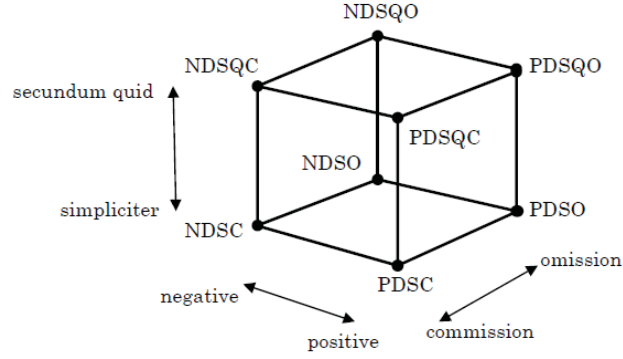 NDSQO
NDSQC
PDSQO
secundum quid
PDSQC
NDSO
simpliciter
PDSO
NDSC
omission
PDSC
negative
commission
positive